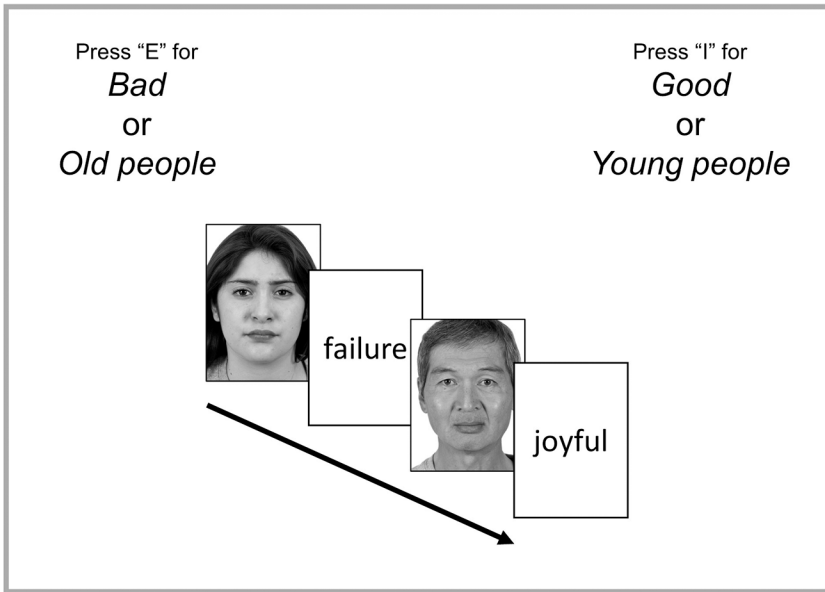 Press “E” for
Bad
or
Old people
Press “I” for
Good
or
Young people
failure
joyful